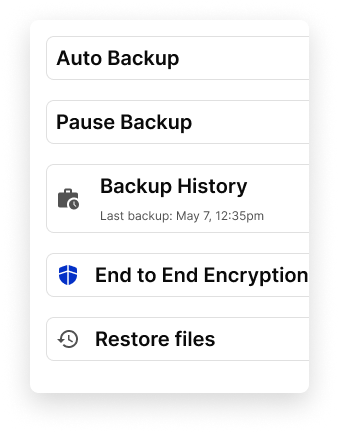 Auto Backup
Pause Backup
Backup History
Last backup: May 7, 12:35pm
End to End Encryption
Restore files